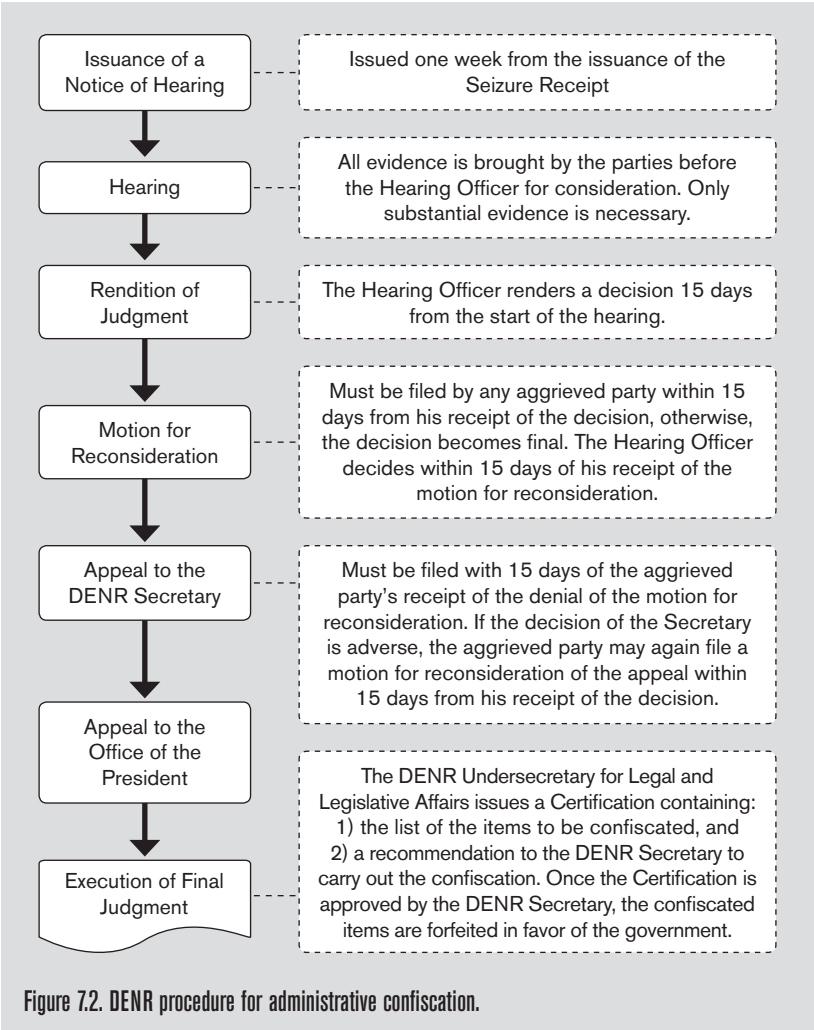 Issuance of a
Notice of Hearing
Issued one week from the issuance of the
Seizure Receipt
Hearing
All evidence is brought by the parties before
the Hearing Officer for consideration. Only
substantial evidence is necessary.
Rendition of
Judgment
The Hearing Officer renders a decision 15 days
from the start of the hearing.
Motion for
Reconsideration
Must be filed by any aggrieved party within 15
days from his receipt of the decision, otherwise,
the decision becomes final. The Hearing Officer
decides within 15 days of his receipt of the
motion for reconsideration.
Appeal to the
DENR Secretary
Must be filed with 15 days of the aggrieved
party's receipt of the denial of the motion for
reconsideration. If the decision of the Secretary
is adverse, the aggrieved party may again file a
motion for reconsideration of the appeal within
15 days from his receipt of the decision.
Appeal to the
Office of the
President
Execution of Final
Judgment
The DENR Undersecretary for Legal and
Legislative Affairs issues a Certification containing:
1) the list of the items to be confiscated, and
2) a recommendation to the DENR Secretary to
carry out the confiscation. Once the Certification is
approved by the DENR Secretary, the confiscated
items are forfeited in favor of the government.
Figure 7.2. DENR procedure for administrative confiscation.